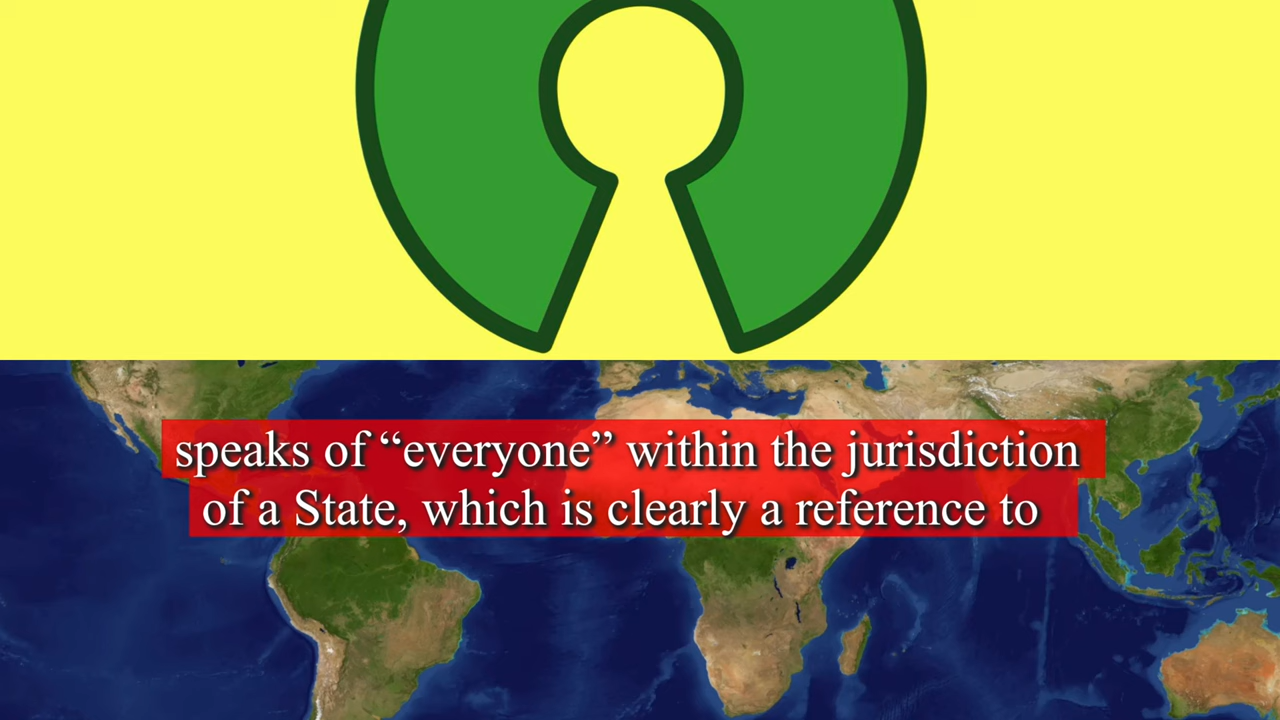 speaks of “everyone” within the jurisdiction
of a State, which is clearly a reference to